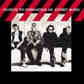 HOW TO DISMANTLE AN ATOMIC BOMB